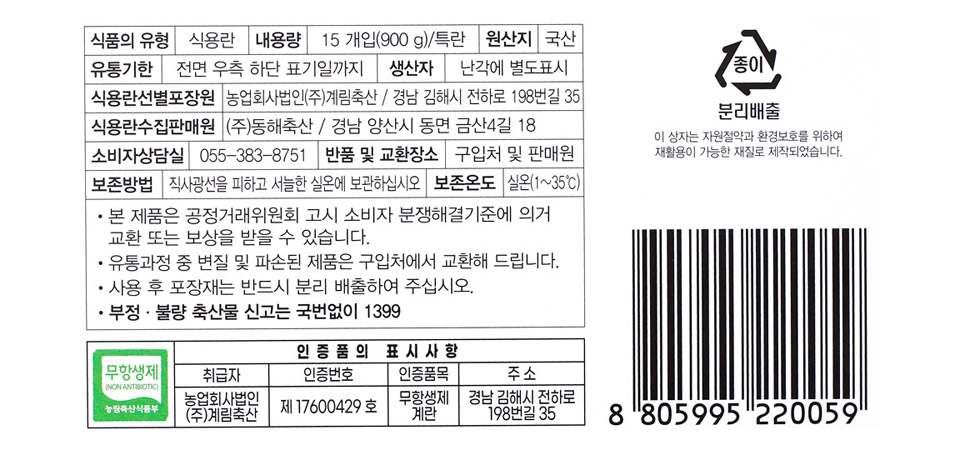 식품의 유형 식용란 내용량 15 개입(900 g)/특란 원산지 국산
유통기한 전면 우측 하단 표기일까지 생산자 난각에 별도표시
식용란선별포장원 농업회사법인(주)계림축산 / 경남 김해시 전하로 198번길 35
식용란수집판매원 (주)동해축산 / 경남 양산시 동면 금산4길 18
소비자상담실 055-383-8751 반품 및 교환장소 구입처 및 판매원
보존방법 직사광선을 피하고 서늘한 실온에 보관하십시오 보존온도 실온(1~35℃)
• 본 제품은 공정거래위원회 고시 소비자 분쟁해결기준에 의거
교환 또는 보상을 받을 수 있습니다.
• 유통과정 중 변질 및 파손된 제품은 구입처에서 교환해 드립니다.
• 사용 후 포장재는 반드시 분리 배출하여 주십시오.
• 부정 · 불량 축산물 신고는 국번없이 1399
무항생제
(NON ANTIBIOTIC)
농림축산식품부
인증품의 표시사항
취급자 인증번호 인증품목 주소
농업회사법인
(주)계림축산
제 17600429 호
무항생제
계란
경남 김해시 전하로
198번길 35
종이
분리배출
이 상자는 자원절약과 환경보호를 위하여
재활용이 가능한 재질로 제작되었습니다.
8 805995 220059